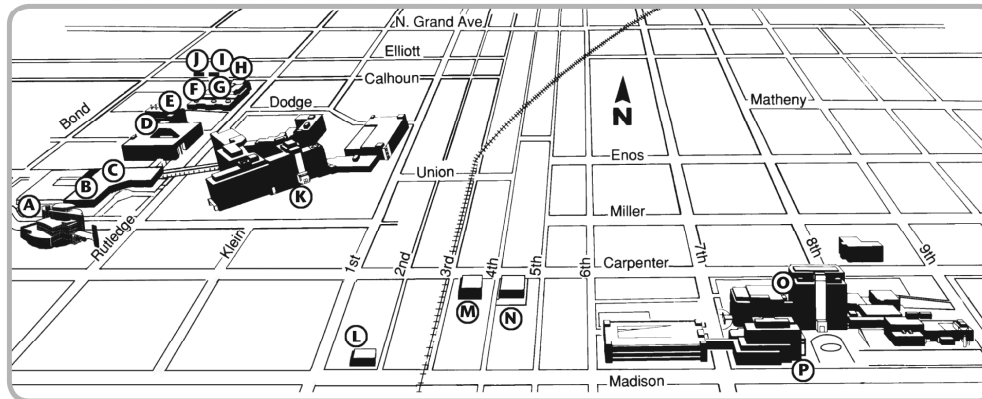 N. Grand Ave.
Elliott
J I H
Calhoun
F G
Bond
E
Dodge
Matheny
D
N
Enos
C
Union
B
K
A
Miller
Rutledge
Klein
1st
2nd
3rd
4th
5th
6th
7th
8th
9th
Carpenter
O
M
N
L
P
Madison